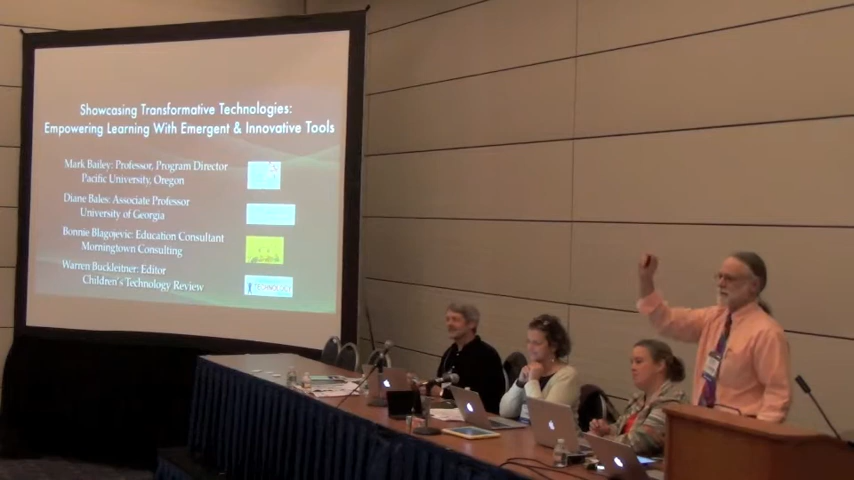 Showcasing Transformative Technologies:
Empowering Learning With Emergent & Innovative Tools
Mark Bailey: Professor, Program Director
Pacific University, Oregon
Diane Bales: Associate Professor
University of Georgia
Bonnie Blagojevic: Education Consultant
Morningtown Consulting
Warren Buckleitner: Editor
Children's Technology Review
TECHNOLOGY